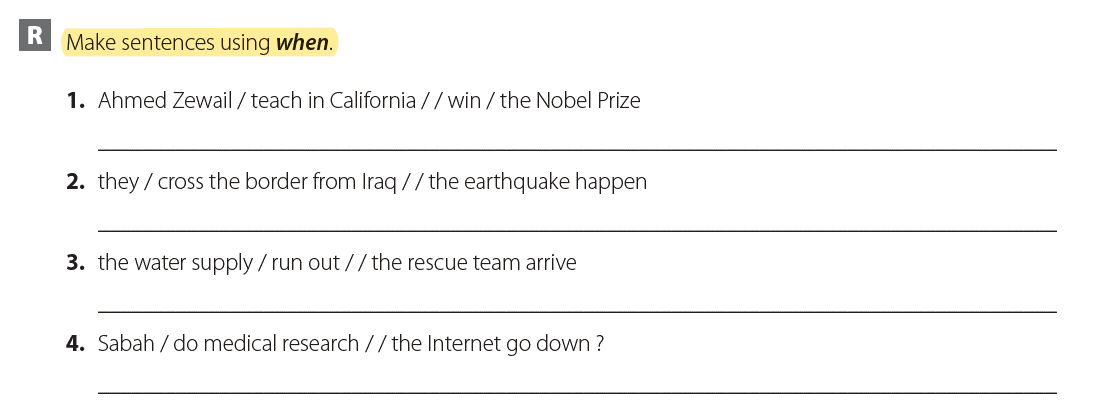 R Make sentences using when.
1. Ahmed Zewail / teach in California / / win / the Nobel Prize
2. they / cross the border from Iraq / / the earthquake happen
3. the water supply / run out / / the rescue team arrive
4. Sabah / do medical research / / the Internet go down ?